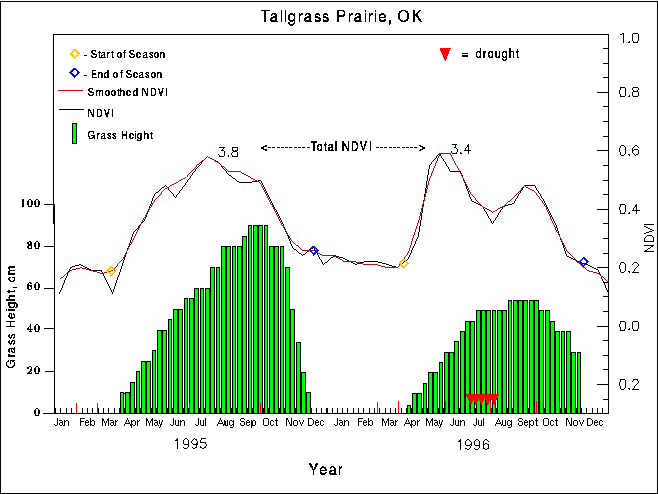 Tallgrass Prairie, OK
- Start of Season
- End of Season
Smoothed NDVI
NDVI
Grass Height
= drought
3.8
Total NDVI
3.4
100
80
60
40
20
0
Grass Height, cm
1.0
0.8
0.6
0.4
0.2
0.0
0.2
NDVI
Jan Feb Mar Apr May Jun Jul Aug Sep Oct Nov Dec Jan Feb Mar Apr May Jun Jul Aug Sept Oct Nov Dec
1995 1996
Year